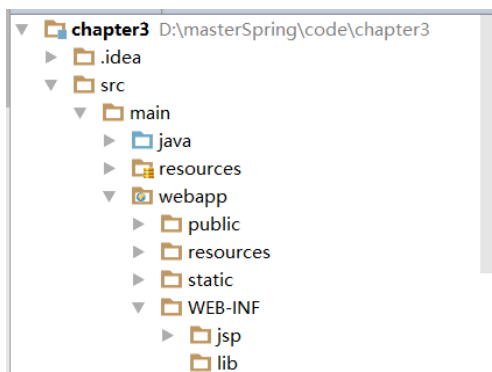 chapter3 D:\masterSpring\code\chapter3
.idea
src
main
java
resources
webapp
public
resources
static
WEB-INF
jsp
lib